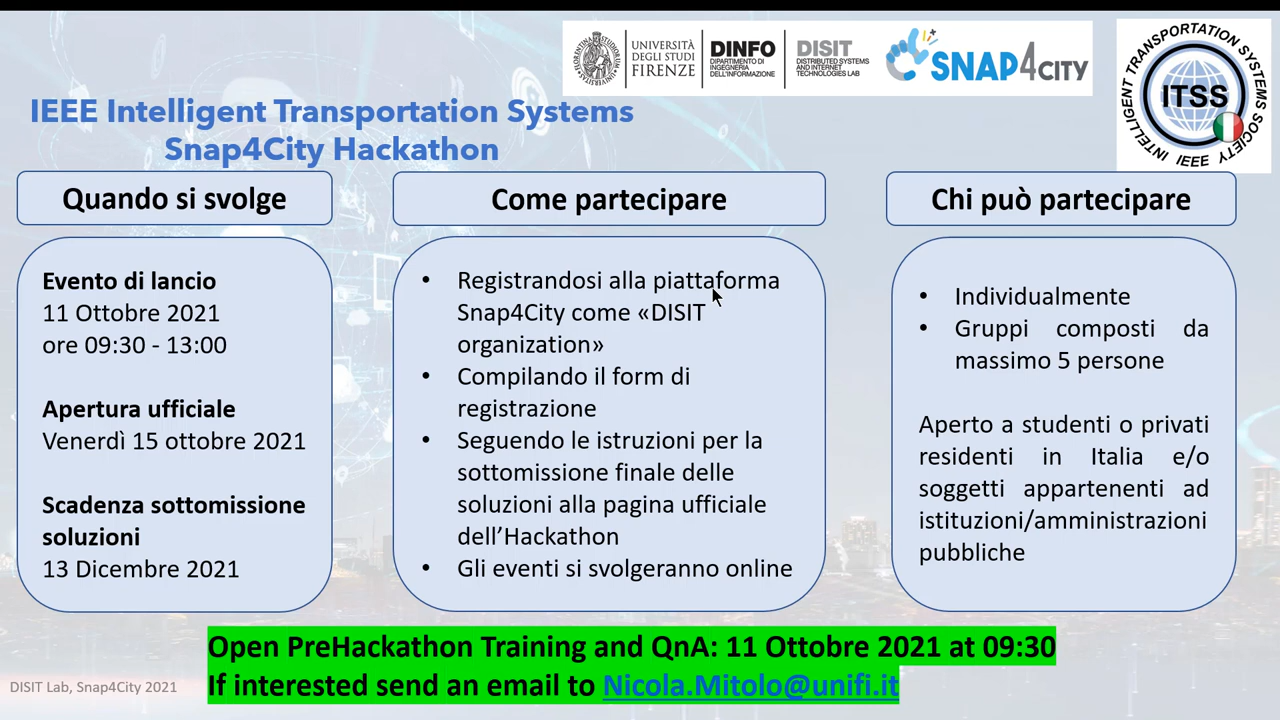 UNIVERSITÀ
DEGLI STUDI
FIRENZE
DINFO
DIPARTIMENTO DI
INGEGNERIA
DELL'INFORMAZIONE
DISIT
DISTRIBUTED SYSTEMS
AND INTERNET
TECHNOLOGIES LAB
SNAP4CITY
INTELLIGENT TRANSPORTATION SYSTEMS SOCIETY
ITSS
IEEE
IEEE Intelligent Transportation Systems
Snap4City Hackathon
Quando si svolge
Evento di lancio
11 Ottobre 2021
ore 09:30 - 13:00
Apertura ufficiale
Venerdì 15 ottobre 2021
Scadenza sottomissione
soluzioni
13 Dicembre 2021
Come partecipare
• Registrandosi alla piattaforma
Snap4City come «DISIT
organization»
• Compilando il form di
registrazione
• Seguendo le istruzioni per la
sottomissione finale delle
soluzioni alla pagina ufficiale
dell’Hackathon
• Gli eventi si svolgeranno online
Chi può partecipare
• Individualmente
• Gruppi composti da
massimo 5 persone
Aperto a studenti o privati
residenti in Italia e/o
soggetti appartenenti ad
istituzioni/amministrazioni
pubbliche
Open PreHackathon Training and QnA: 11 Ottobre 2021 at 09:30
If interested send an email to Nicola.Mitolo@unifi.it
DISIT Lab, Snap4City 2021